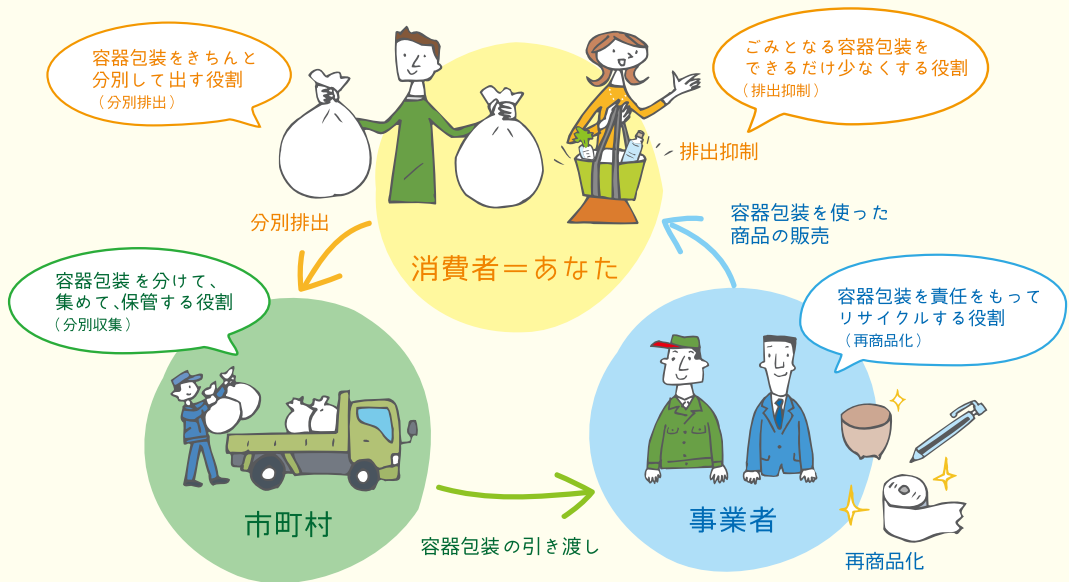 容器包装をきちんと
分別して出す役割
（分別排出）
ごみとなる容器包装を
できるだけ少なくする役割
（排出抑制）
排出抑制
分別排出
消費者＝あなた
容器包装を使った
商品の販売
容器包装を分けて、
集めて、保管する役割
（分別収集）
容器包装を責任をもって
リサイクルする役割
（再商品化）
市町村
事業者
容器包装の引き渡し
再商品化